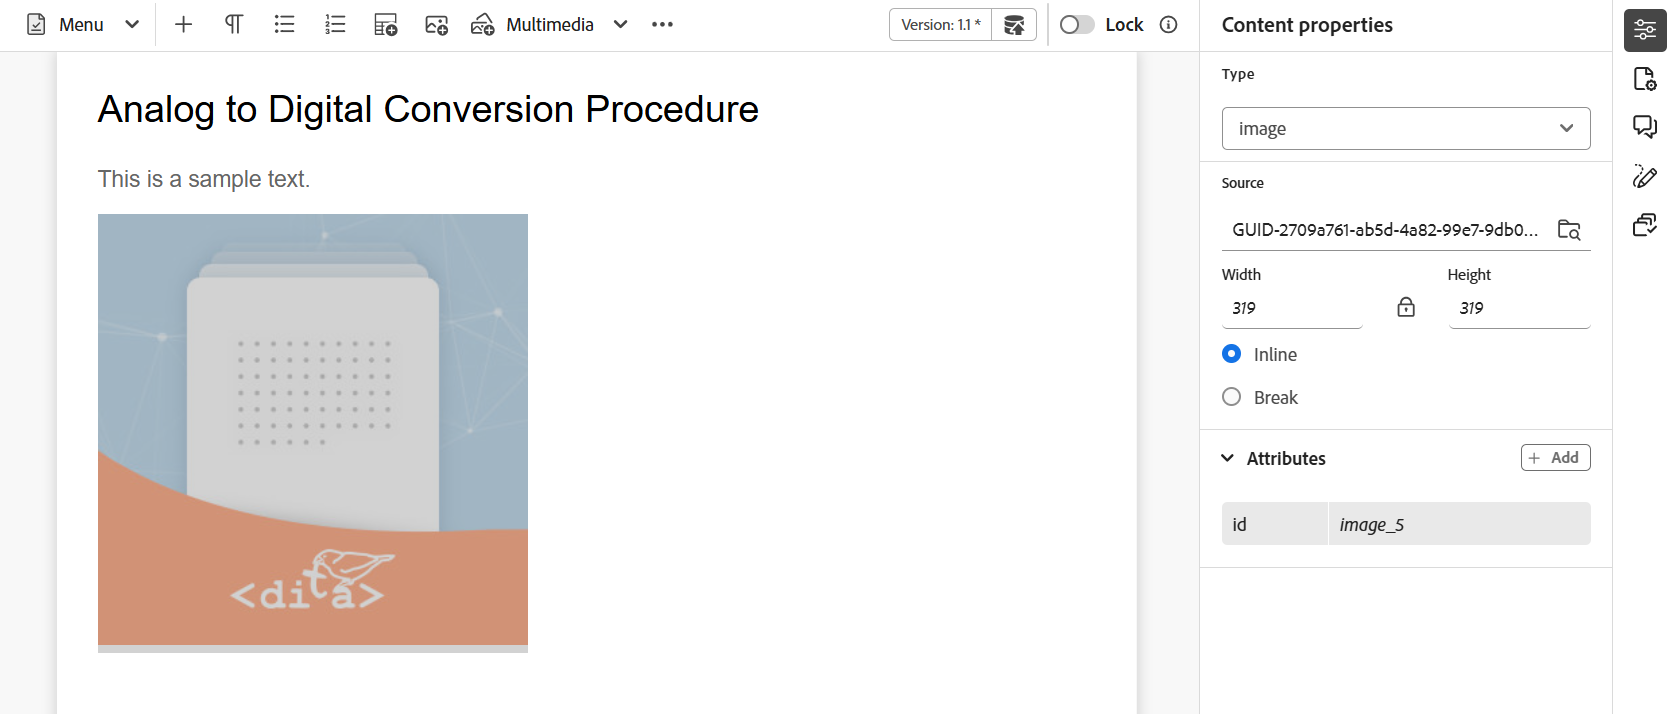 Menu
Multimedia
Version: 1.1 *
Lock
Content properties
Analog to Digital Conversion Procedure
This is a sample text.
<dita>
Type
image
Source
GUID-2709a761-ab5d-4a82-99e7-9db0...
Width
Height
319
319
Inline
Break
Attributes
+ Add
id
image_5